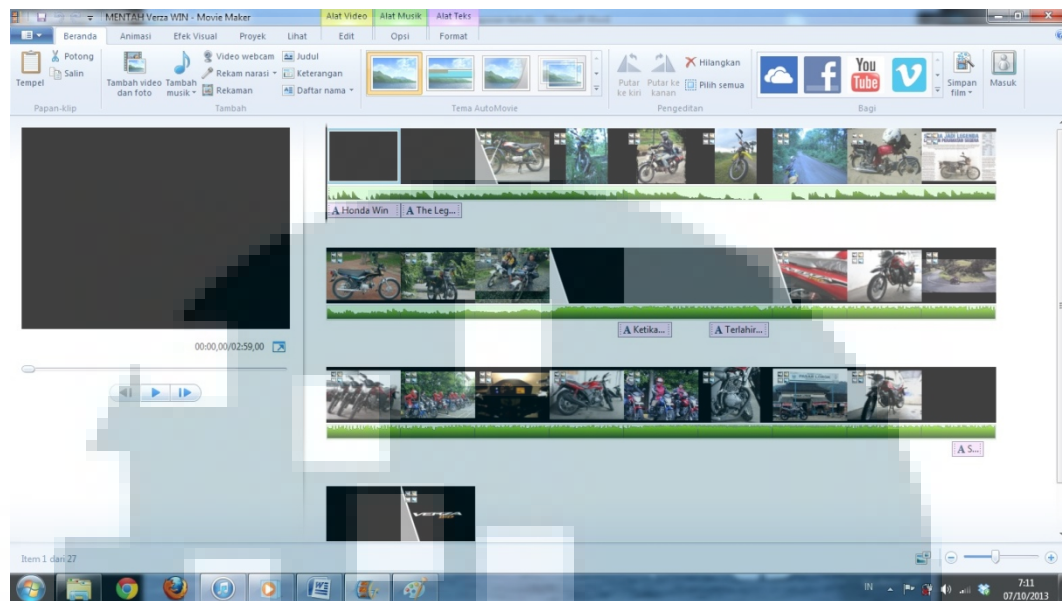 MENTAH Verza WIN - Movie Maker
Alat Video Alat Musik Alat Teks
Beranda Animasi Efek Visual Proyek Lihat Edit Opsi Format
Tempel
Potong
Salin
Papan-klip
Tambah video dan foto
Tambah musik
Video webcam
Rekam narasi
Rekaman
Judul
Keterangan
Daftar nama
Tambah
Tema AutoMovie
Putar ke kiri
Putar ke kanan
Hilangkan
Pilih semua
Pengeditan
You
Tube
Bagi
Simpan film
Masuk
A Honda Win
A The Leg...
A Ketika...
A Terlahir...
00:00,00/02:59,00
A S...
VERZA
Item 1 dari 27
IN
7:11
07/10/2013